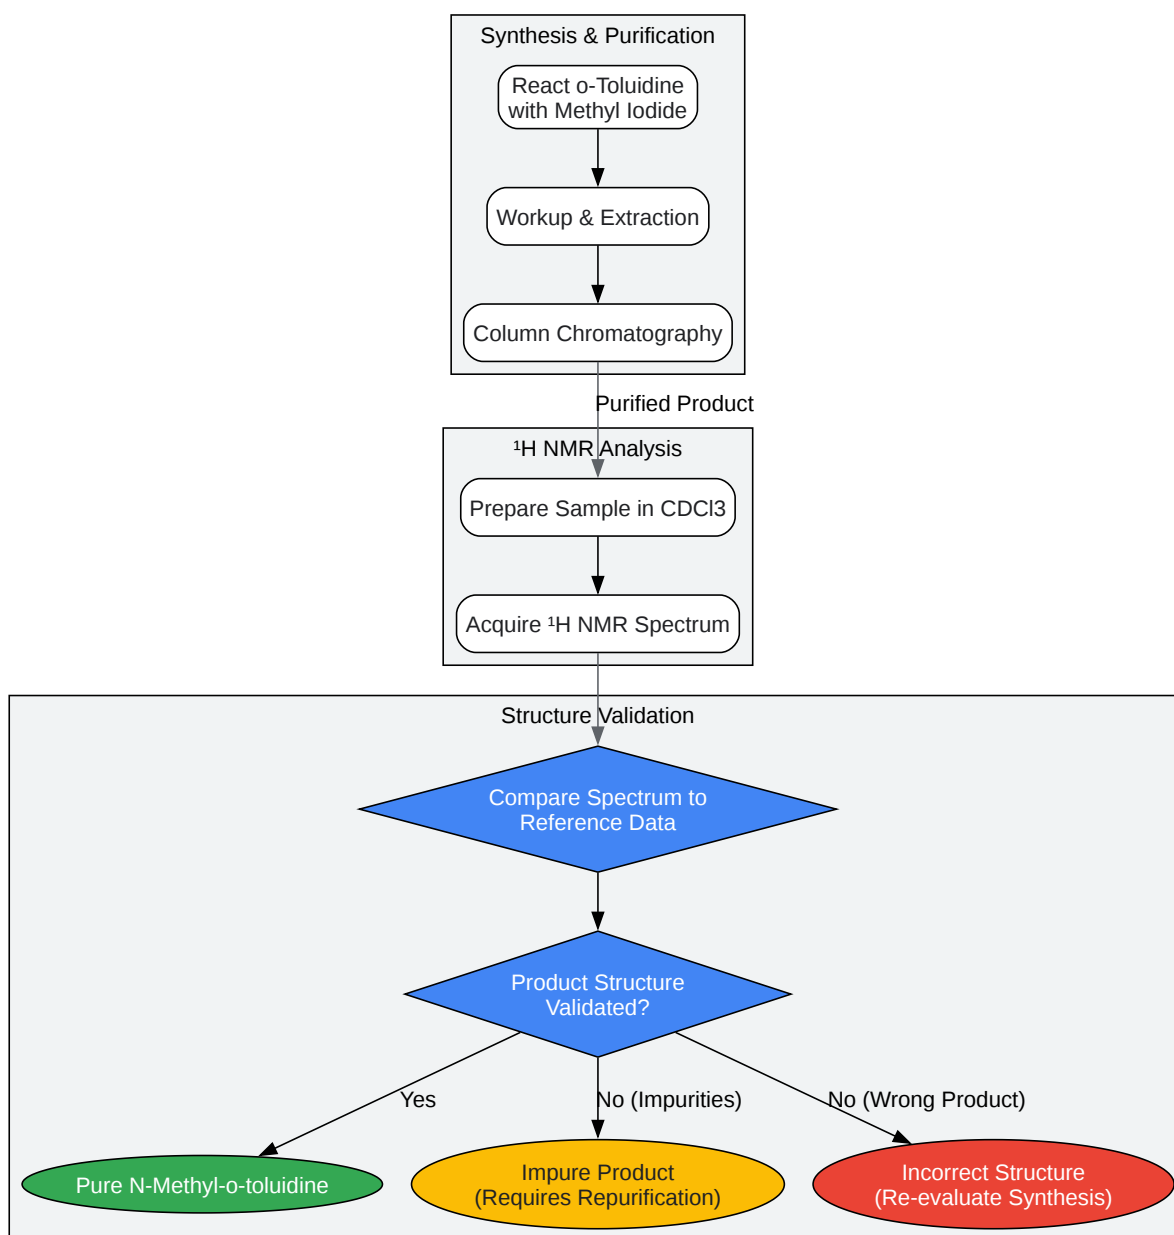 Synthesis & Purification
React o-Toluidine
with Methyl Iodide
Workup & Extraction
Column Chromatography
Purified Product
¹H NMR Analysis
Prepare Sample in CDCl3
Acquire ¹H NMR Spectrum
Structure Validation
Compare Spectrum to
Reference Data
Product Structure
Validated?
Yes
No (Impurities)
No (Wrong Product)
Pure N-Methyl-o-toluidine
Impure Product
(Requires Repurification)
Incorrect Structure
(Re-evaluate Synthesis)